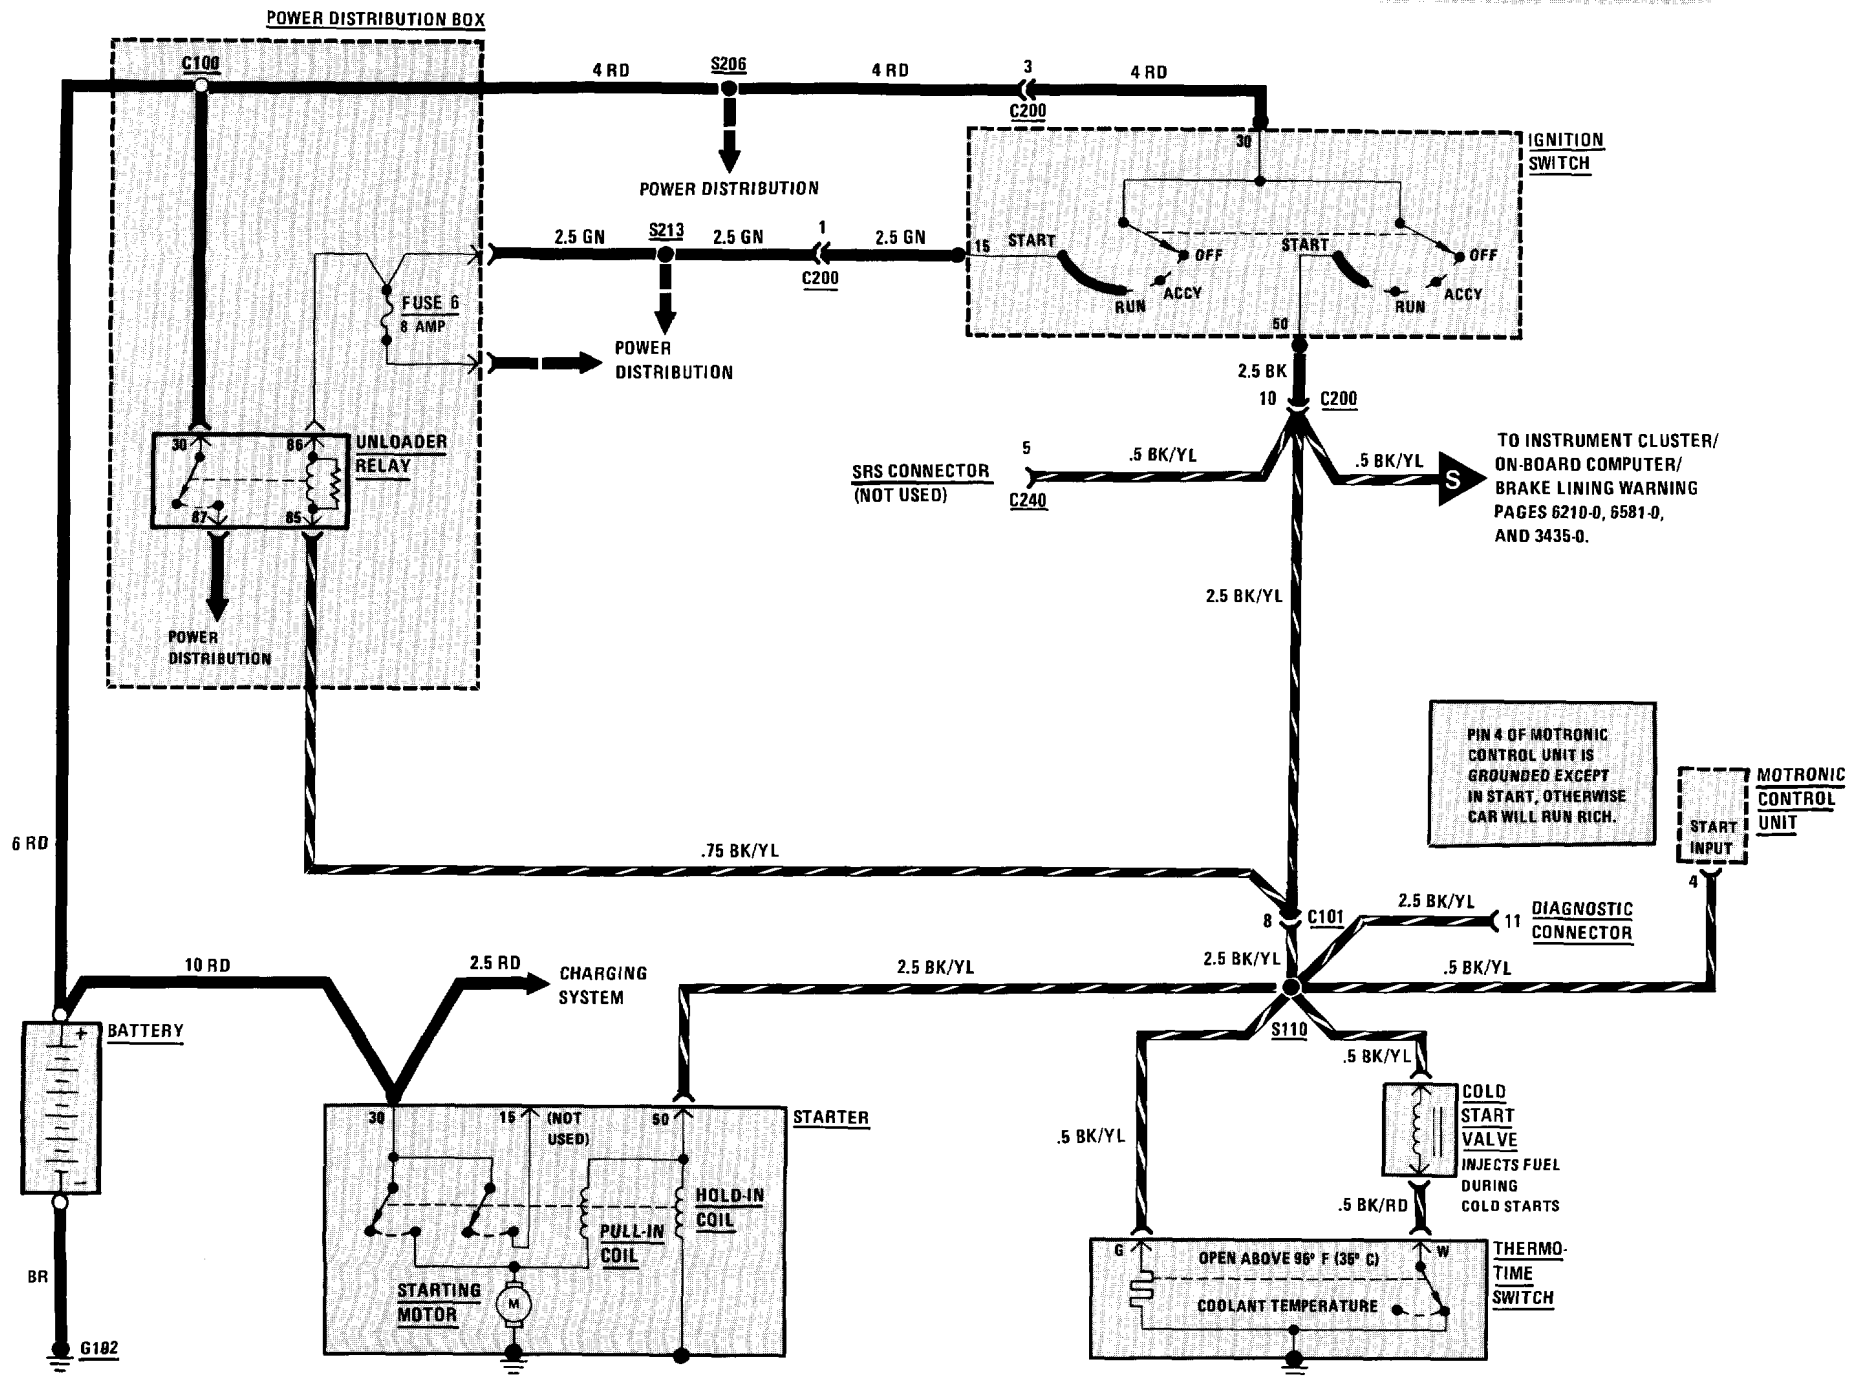 POWER DISTRIBUTION BOX
C100
4 RD
S206
4 RD
3
4 RD
C200
30
IGNITION
SWITCH
POWER DISTRIBUTION
2.5 GN
S213
2.5 GN
1
2.5 GN
C200
15
START
OFF
ACCY
RUN
START
OFF
ACCY
RUN
50
FUSE 6
8 AMP
POWER
DISTRIBUTION
2.5 BK
10
C200
30
86
UNLOADER
RELAY
87
85
SRS CONNECTOR
(NOT USED)
5
C240
.5 BK/YL
.5 BK/YL
S
TO INSTRUMENT CLUSTER/
ON-BOARD COMPUTER/
BRAKE LINING WARNING
PAGES 6210-0, 6581-0,
AND 3435-0.
POWER
DISTRIBUTION
2.5 BK/YL
PIN 4 OF MOTRONIC
CONTROL UNIT IS
GROUNDED EXCEPT
IN START, OTHERWISE
CAR WILL RUN RICH.
MOTRONIC
CONTROL
UNIT
START
INPUT
4
6 RD
.75 BK/YL
8
C101
2.5 BK/YL
11
DIAGNOSTIC
CONNECTOR
10 RD
2.5 RD
CHARGING
SYSTEM
2.5 BK/YL
2.5 BK/YL
.5 BK/YL
S110
BATTERY
+
-
30
15
(NOT
USED)
50
STARTER
.5 BK/YL
.5 BK/YL
COLD
START
VALVE
INJECTS FUEL
DURING
COLD STARTS
HOLD-IN
COIL
PULL-IN
COIL
.5 BK/RD
STARTING
MOTOR
M
G
OPEN ABOVE 95° F (35° C)
W
COOLANT TEMPERATURE
THERMO-
TIME
SWITCH
BR
G102